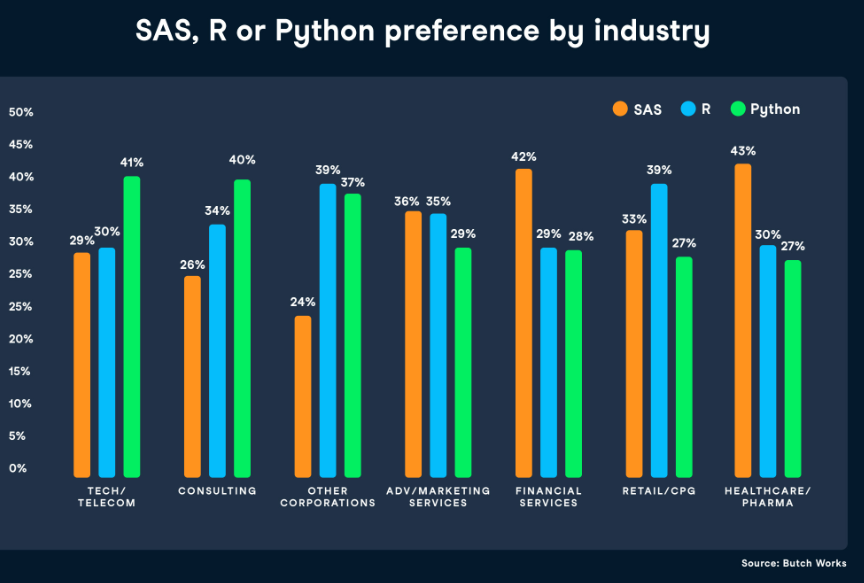 SAS, R or Python preference by industry
SAS R Python
50%
45%
40%
35%
30%
25%
20%
15%
10%
5%
0%
29% 30% 41%
26% 34% 40%
24% 39% 37%
36% 35% 29%
42% 29% 28%
33% 39% 27%
43% 30% 27%
TECH/
TELECOM
CONSULTING
OTHER
CORPORATIONS
ADV/MARKETING
SERVICES
FINANCIAL
SERVICES
RETAIL/CPG
HEALTHCARE/
PHARMA
Source: Butch Works